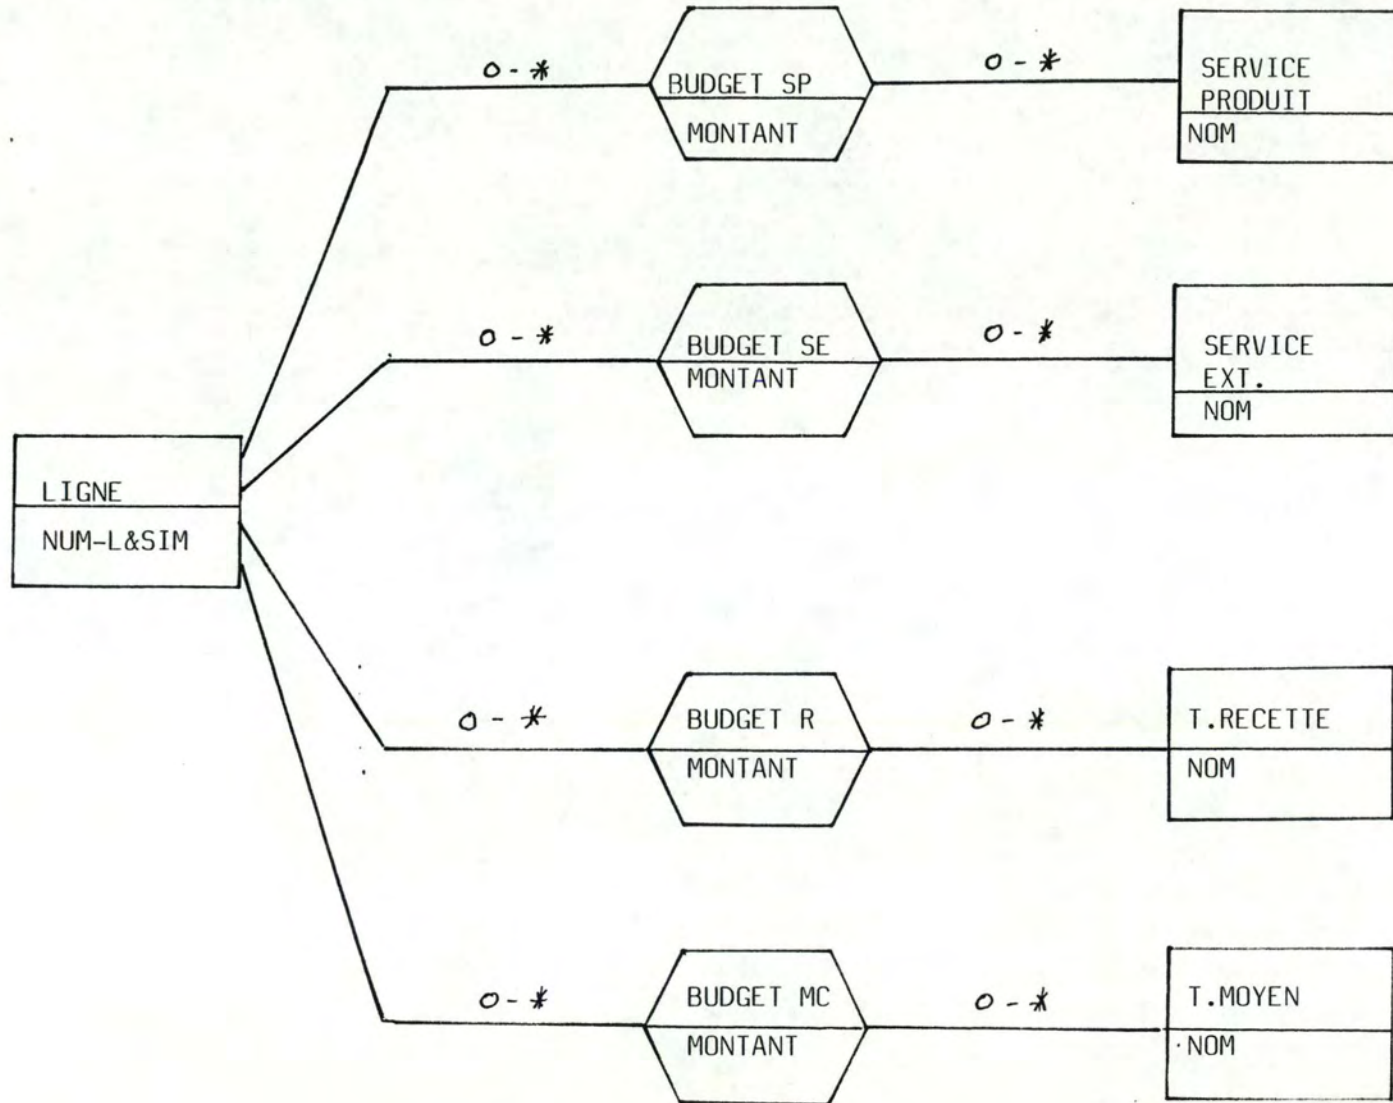 0 - *
BUDGET SP
MONTANT
0 - *
SERVICE
PRODUIT
NOM
0 - *
BUDGET SE
MONTANT
0 - *
SERVICE
EXT.
NOM
LIGNE
NUM-L&SIM
0 - *
BUDGET R
MONTANT
0 - *
T.RECETTE
NOM
0 - *
BUDGET MC
MONTANT
0 - *
T.MOYEN
NOM